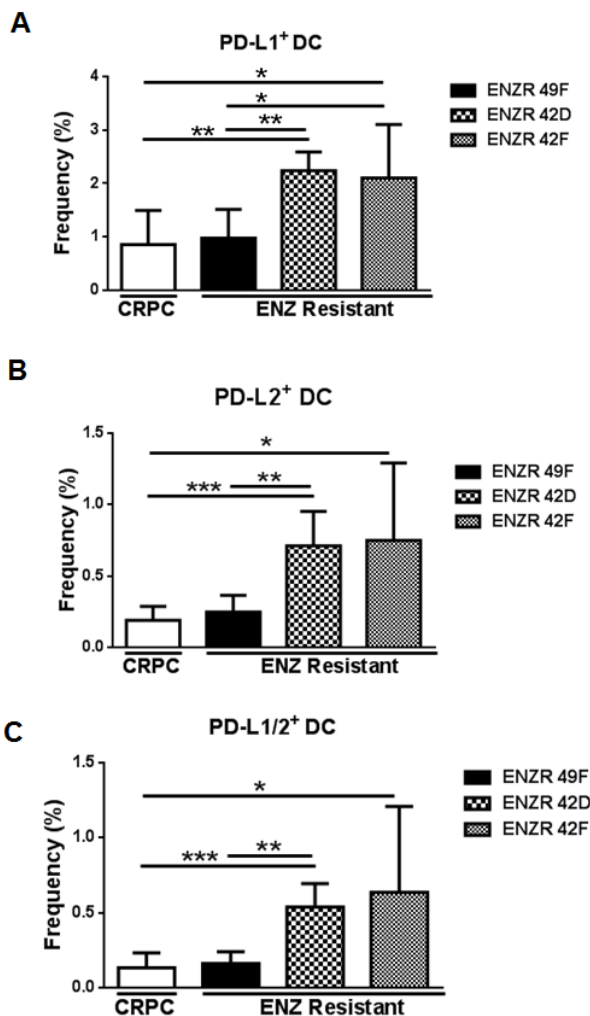 A
PD-L1+ DC
Frequency (%)
4
3
2
1
0
*
*
**
**
CRPC
ENZ Resistant
ENZR 49F
ENZR 42D
ENZR 42F
B
PD-L2+ DC
Frequency (%)
1.5
1.0
0.5
0.0
*
**
***
CRPC
ENZ Resistant
ENZR 49F
ENZR 42D
ENZR 42F
C
PD-L1/2+ DC
Frequency (%)
1.5
1.0
0.5
0.0
*
**
***
CRPC
ENZ Resistant
ENZR 49F
ENZR 42D
ENZR 42F